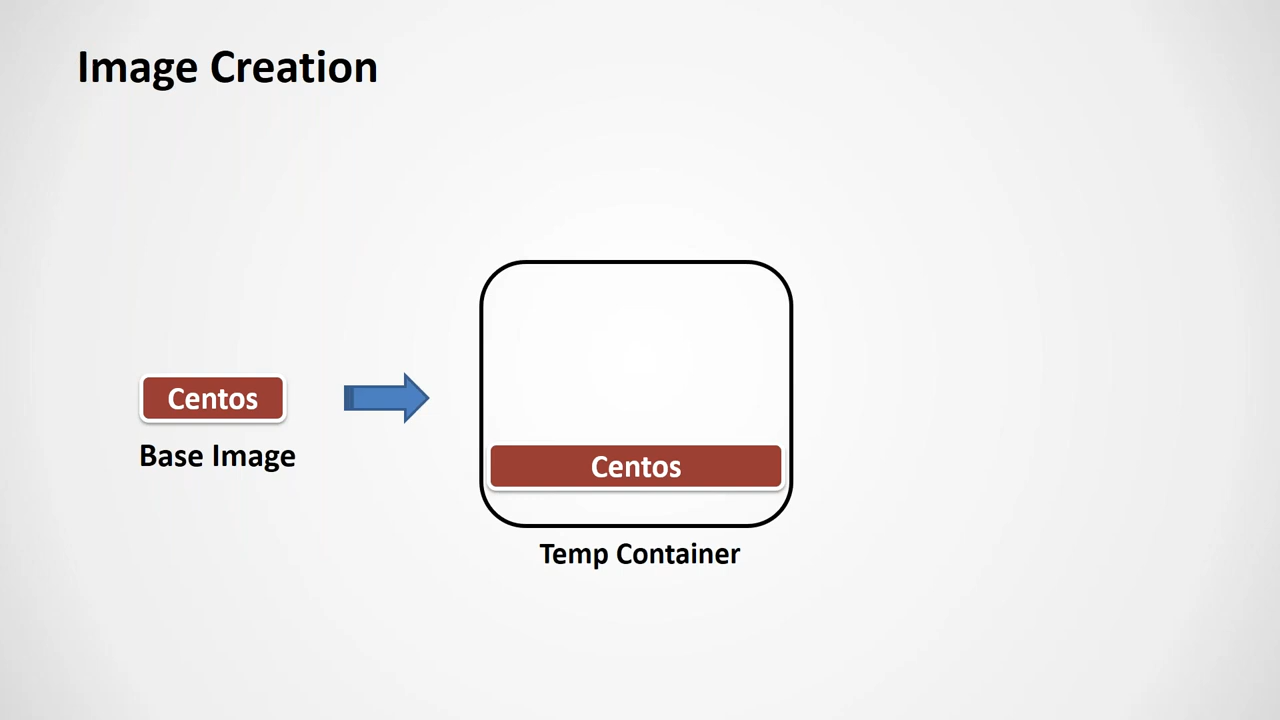 Image Creation
Centos
Base Image
Centos
Temp Container